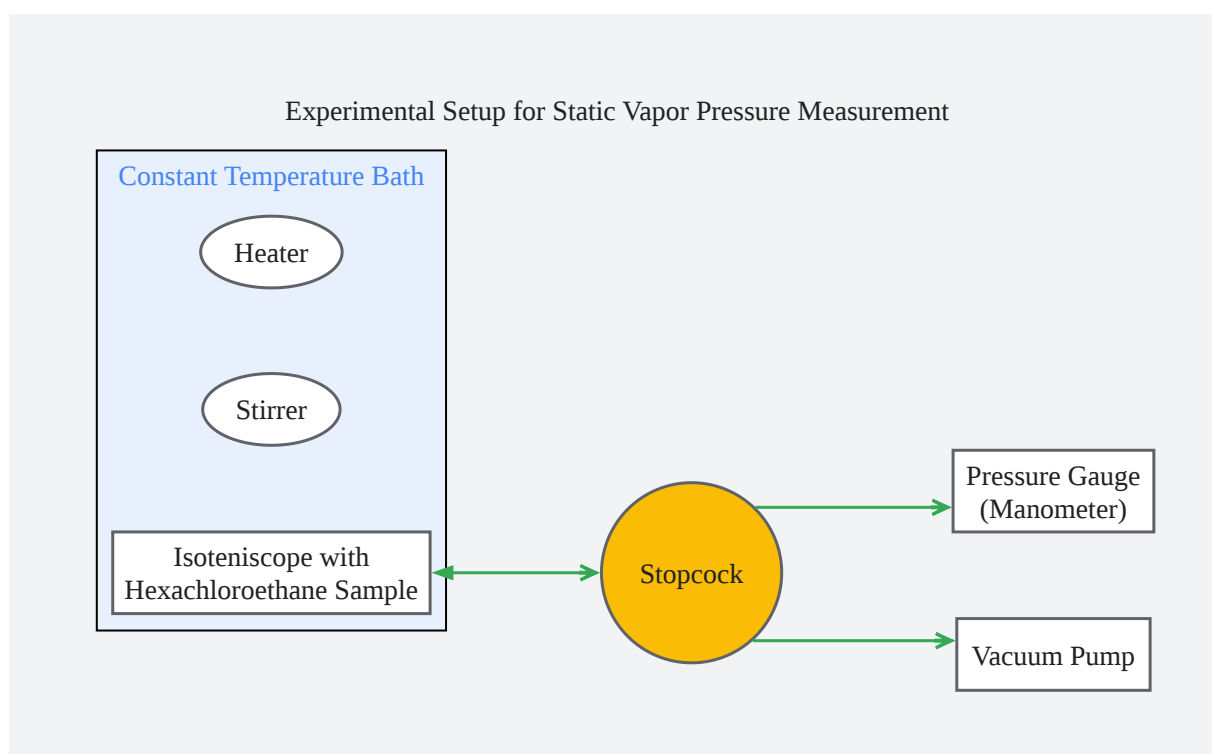 Experimental Setup for Static Vapor Pressure Measurement
Constant Temperature Bath
Heater
Stirrer
Isoteniscope with
Hexachloroethane Sample
Stopcock
Pressure Gauge
(Manometer)
Vacuum Pump